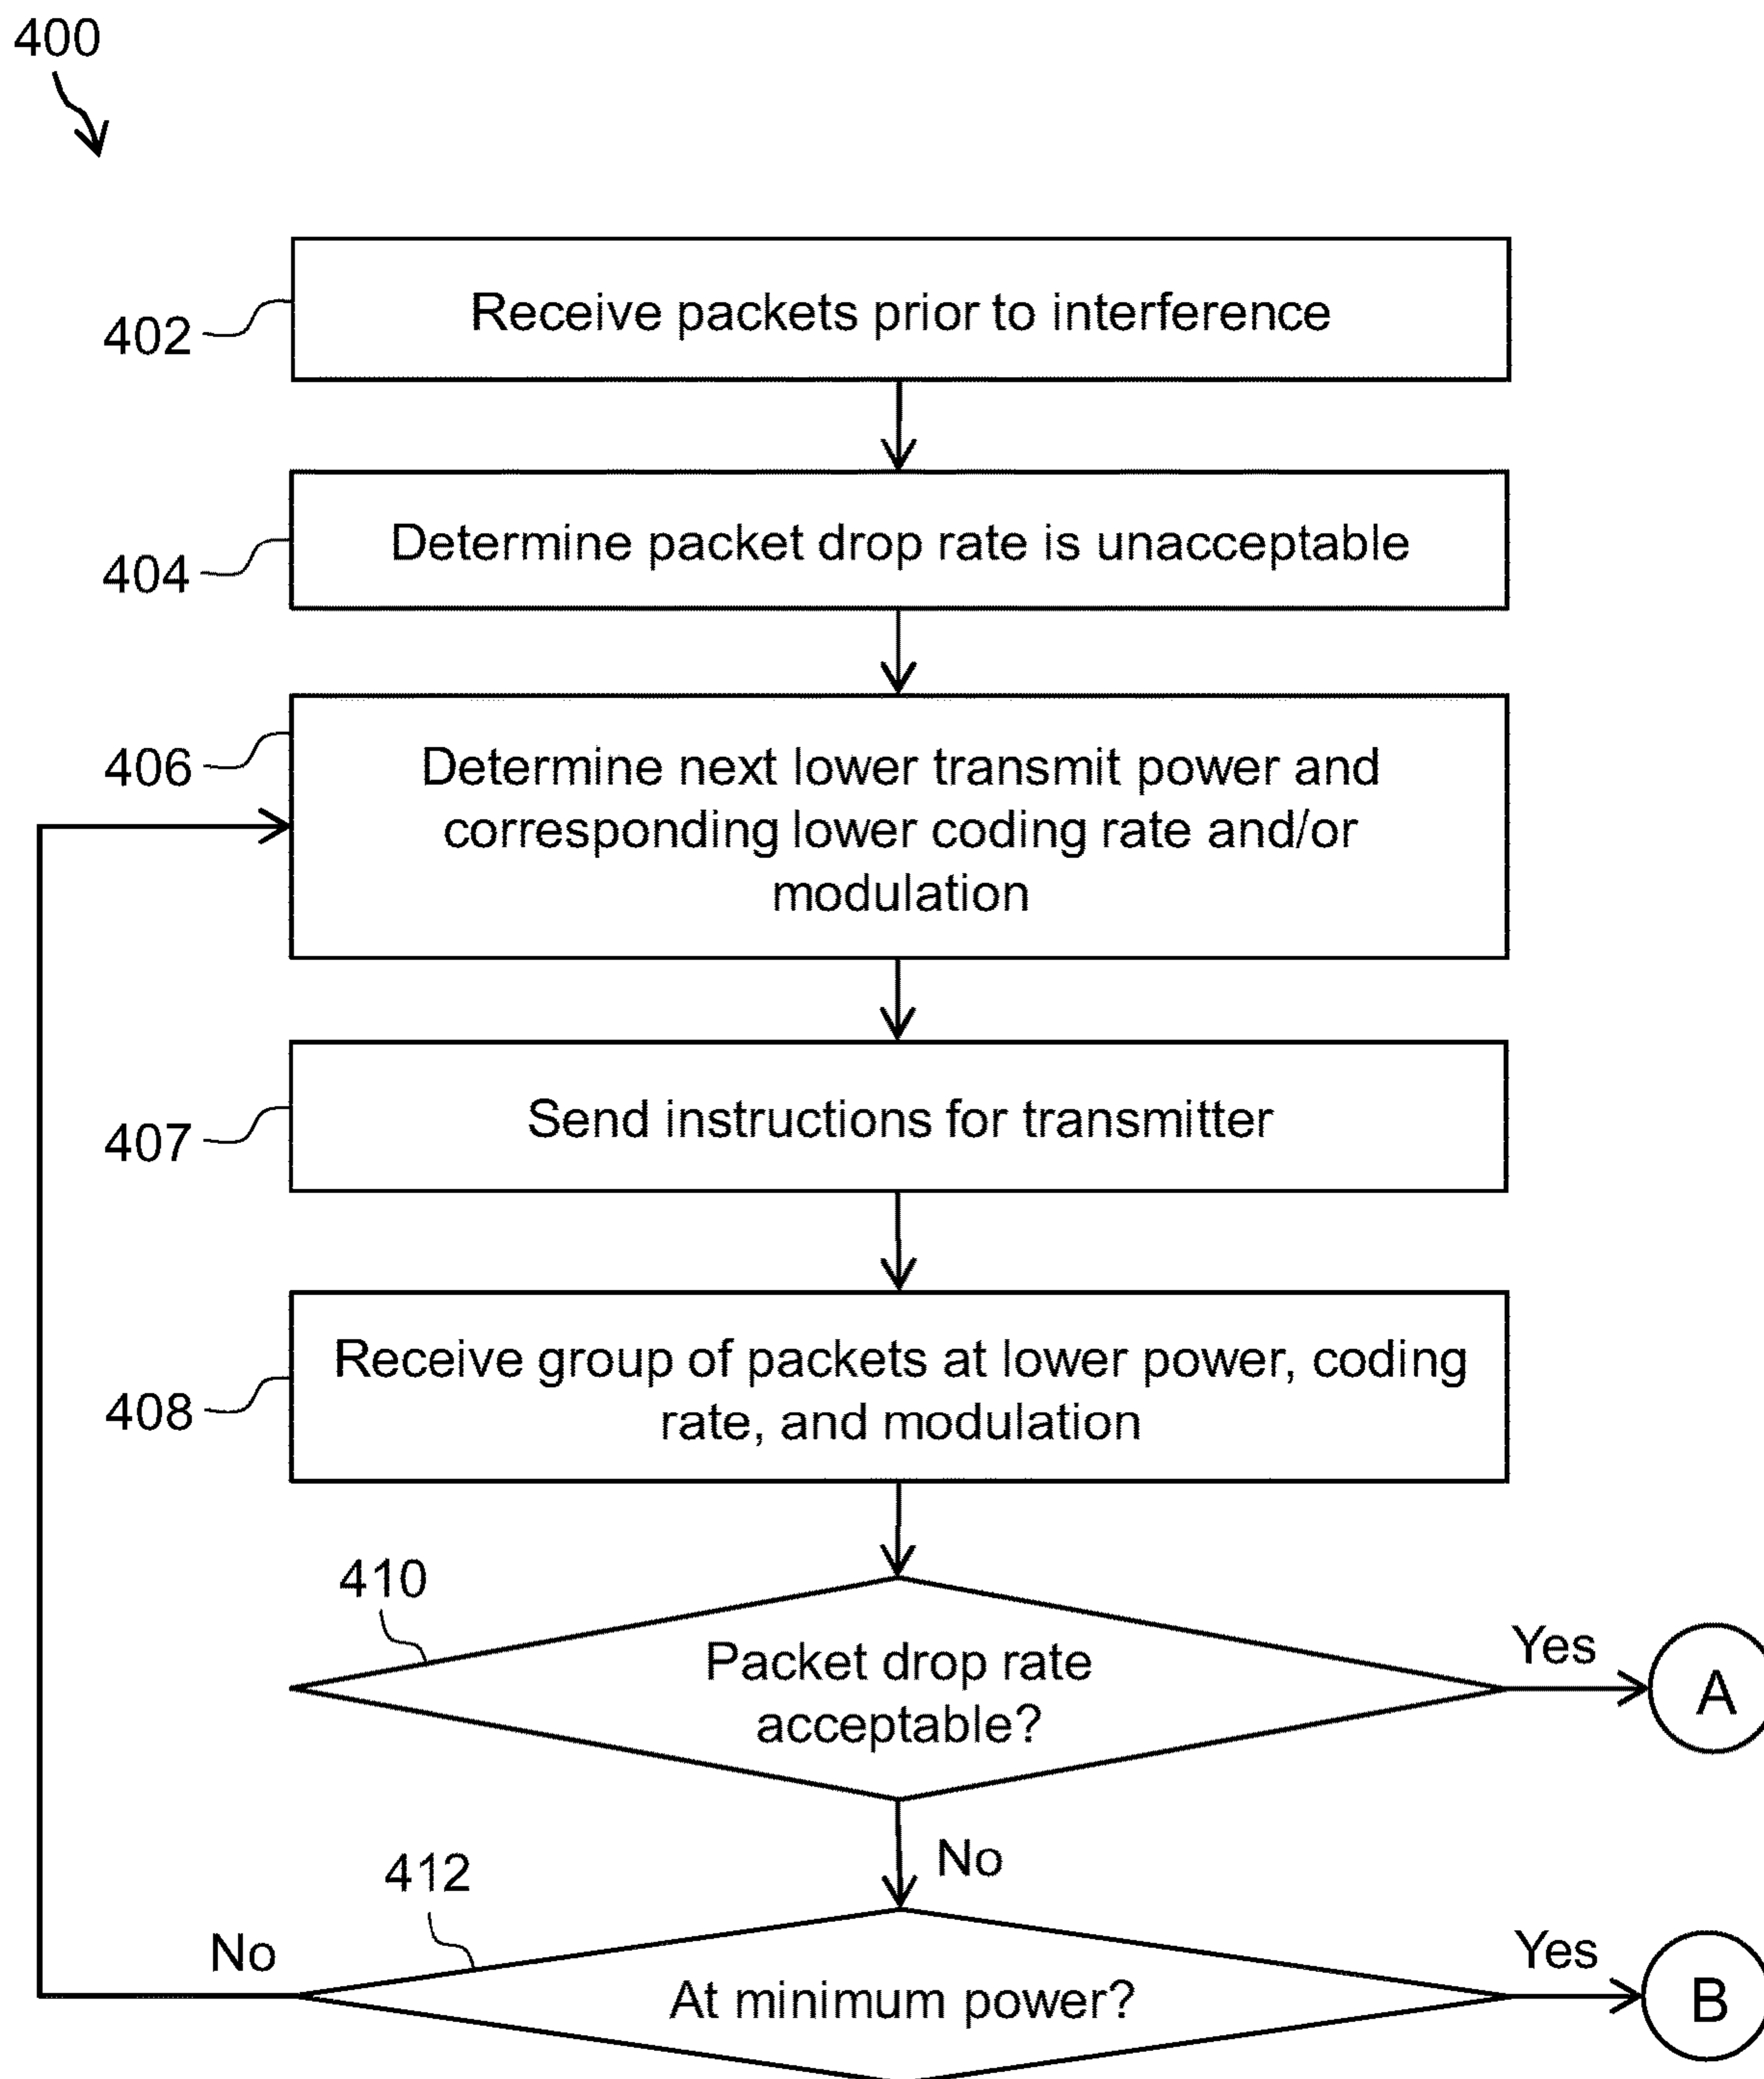 400
402
Receive packets prior to interference
404
Determine packet drop rate is unacceptable
406
Determine next lower transmit power and
corresponding lower coding rate and/or
modulation
407
Send instructions for transmitter
408
Receive group of packets at lower power, coding
rate, and modulation
410
Packet drop rate
acceptable?
Yes
A
No
412
At minimum power?
No
Yes
B